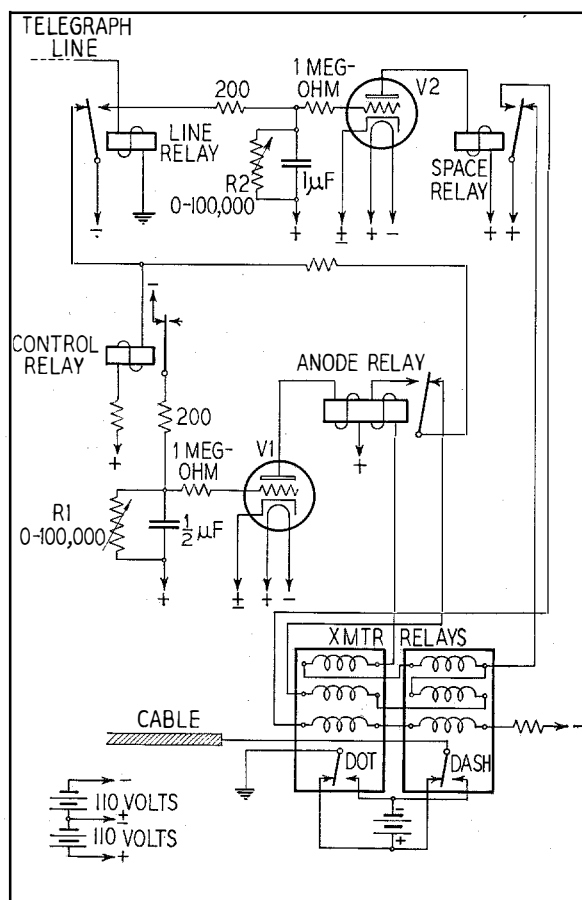 TELEGRAPH
LINE
200
1 MEG-
OHM
V2
LINE
RELAY
R2
0-100,000
1μF
SPACE
RELAY
-
+
+
±
+
-
+
+
-
CONTROL
RELAY
+
200
1 MEG-
OHM
V1
ANODE RELAY
+
R1
0-100,000
½ μF
+
±
+
-
XMTR RELAYS
CABLE
DOT
DASH
-
-
+
110 VOLTS
-
±
110 VOLTS
+